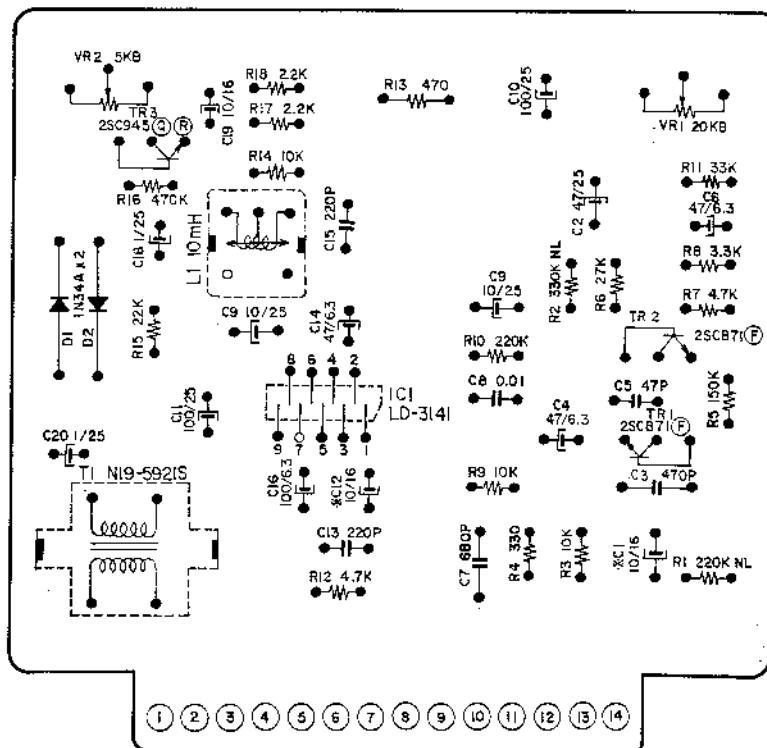 VR2 5KB
TR3
2SC945 Q R
C19 10/16
R18 2.2K
R17 2.2K
R14 10K
R13 470
C10 100/25
VR1 20KB
R16 470K
C18 1/25
L1 10mH
C15 220P
C2 47/25
R11 33K
C6 47/6.3
R8 3.3K
R7 4.7K
D1 1N34A x 2 D2
R15 22K
C9 10/25
C14 47/6.3
C9 10/25
R2 330K NL
R6 27K
TR2
2SC871 F
R10 220K
8 6 4 2
IC1
LD-3141
9 7 5 3 1
C8 0.01
C5 47P
R5 150K
C11 100/25
C4 47/6.3
TR1
2SC871 F
C20 1/25
T1 N19-5921S
C16 100/6.3
※C12 10/16
R9 10K
C3 470P
C13 220P
R12 4.7K
C7 680P
R4 330
R3 10K
※C1 10/16
R1 220K NL
1 2 3 4 5 6 7 8 9 10 11 12 13 14